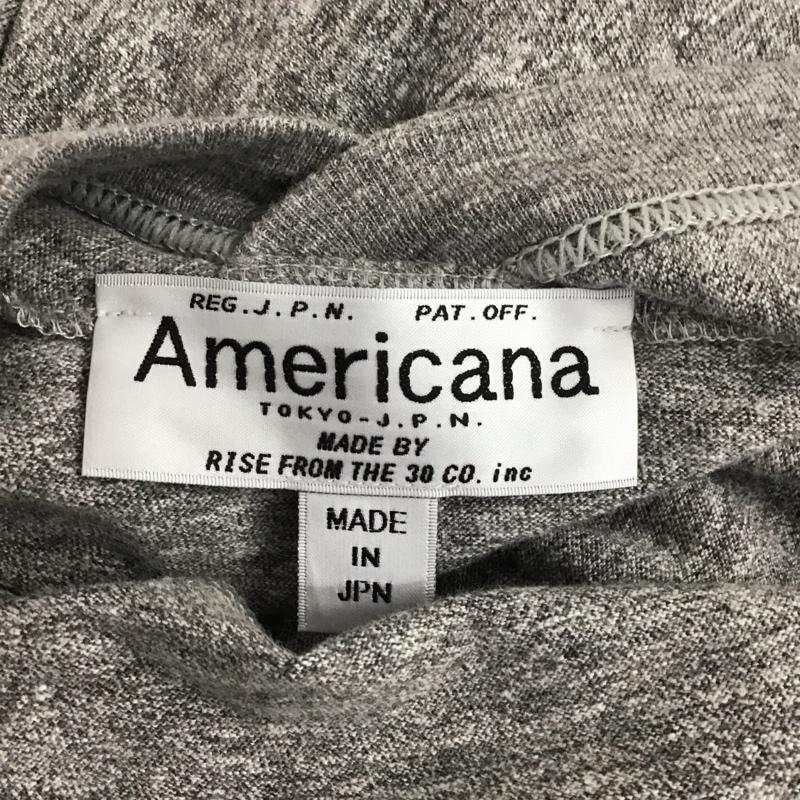 REG.J.P.N. PAT.OFF.
Americana
TOKYO-J.P.N.
MADE BY
RISE FROM THE 30 CO. inc
MADE
IN
JPN